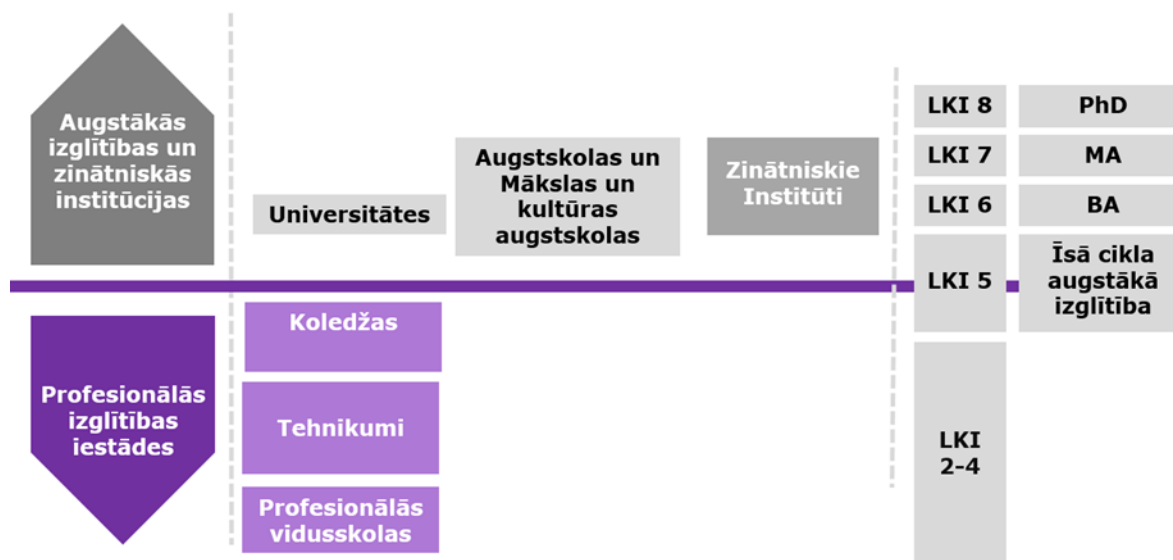 Augstākās
izglītības un
zinātniskās
institūcijas
Universitātes
Augstskolas un
Mākslas un
kultūras
augstskolas
Zinātniskie
Institūti
LKI 8
PhD
LKI 7
MA
LKI 6
BA
LKI 5
Īsā cikla
augstākā
izglītība
Profesionālās
izglītības
iestādes
Koledžas
Tehnikumi
Profesionālās
vidusskolas
LKI
2-4